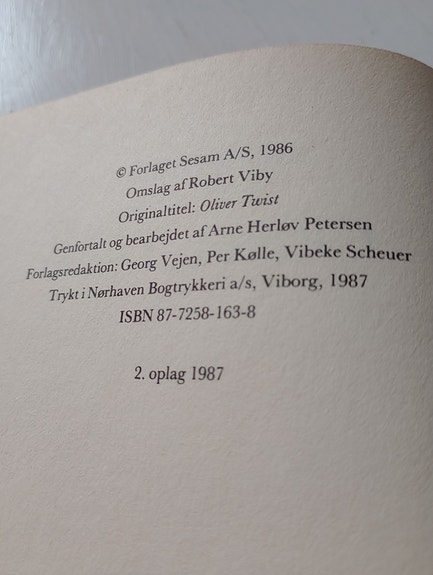 © Forlaget Sesam A/S, 1986
Omslag af Robert Viby
Originaltitel: Oliver Twist
Genfortalt og bearbejdet af Arne Herløv Petersen
Forlagsredaktion: Georg Vejen, Per Kølle, Vibeke Scheuer
Trykt i Nørhaven Bogtrykkeri a/s, Viborg, 1987
ISBN 87-7258-163-8
2. oplag 1987